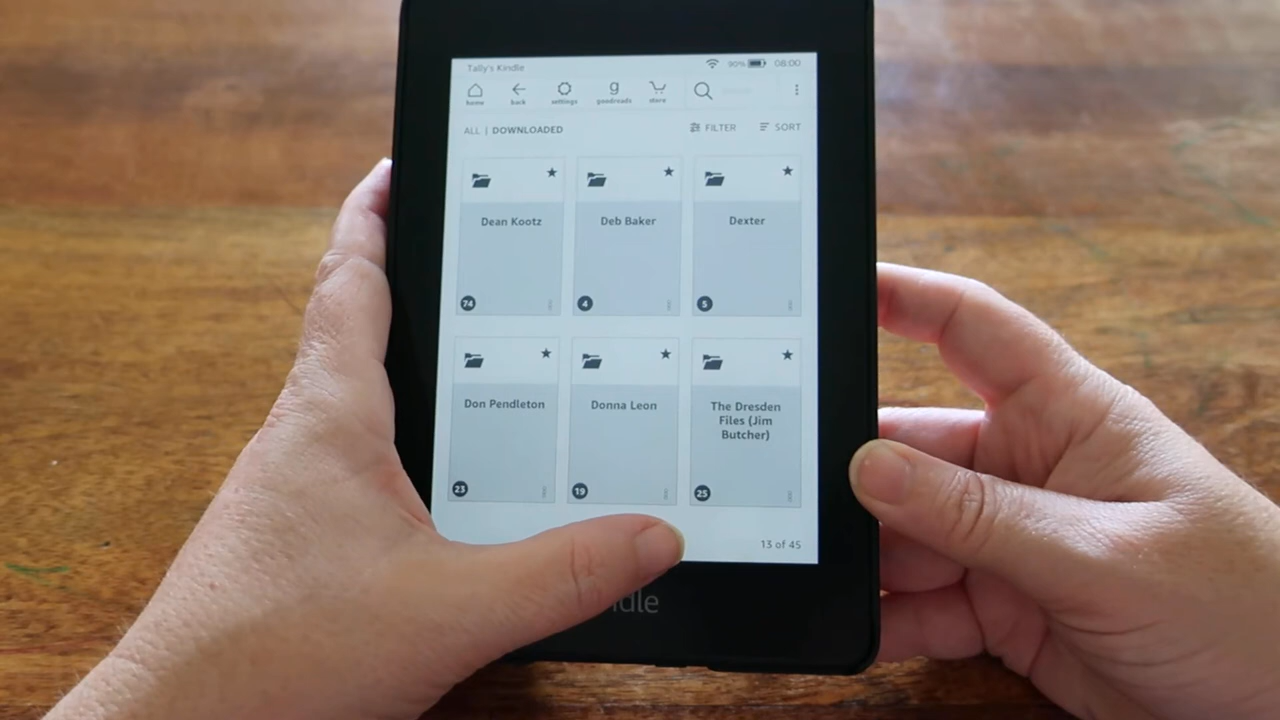 Tally's Kindle 90% 08:00
home back settings goodreads store
ALL | DOWNLOADED FILTER SORT
Dean Kootz Deb Baker Dexter
74 4 5
Don Pendleton Donna Leon The Dresden
Files (Jim
Butcher)
23 19 25
13 of 45
ndle